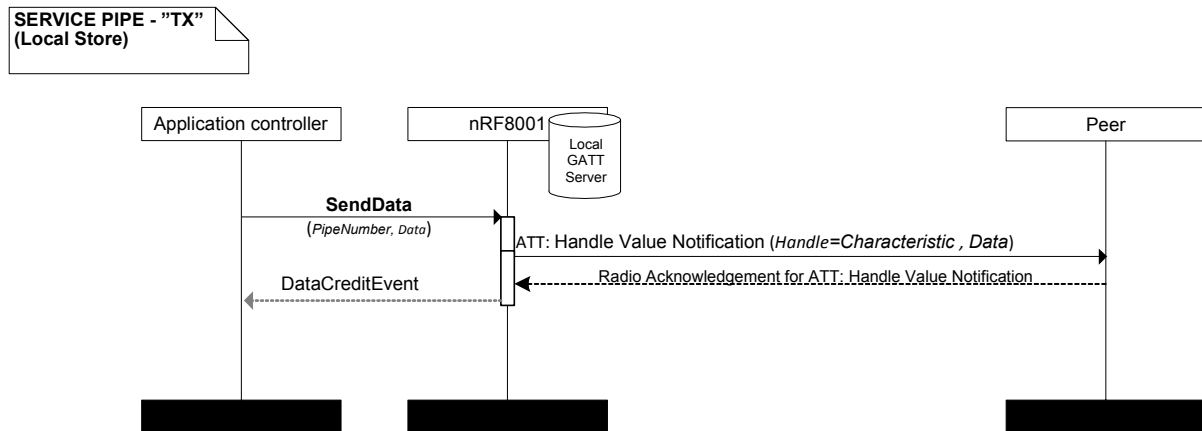 SERVICE PIPE - ”TX”
(Local Store)
Application controller
nRF8001
Local
GATT
Server
Peer
SendData
(PipeNumber, Data)
ATT: Handle Value Notification (Handle=Characteristic , Data)
Radio Acknowledgement for ATT: Handle Value Notification
DataCreditEvent